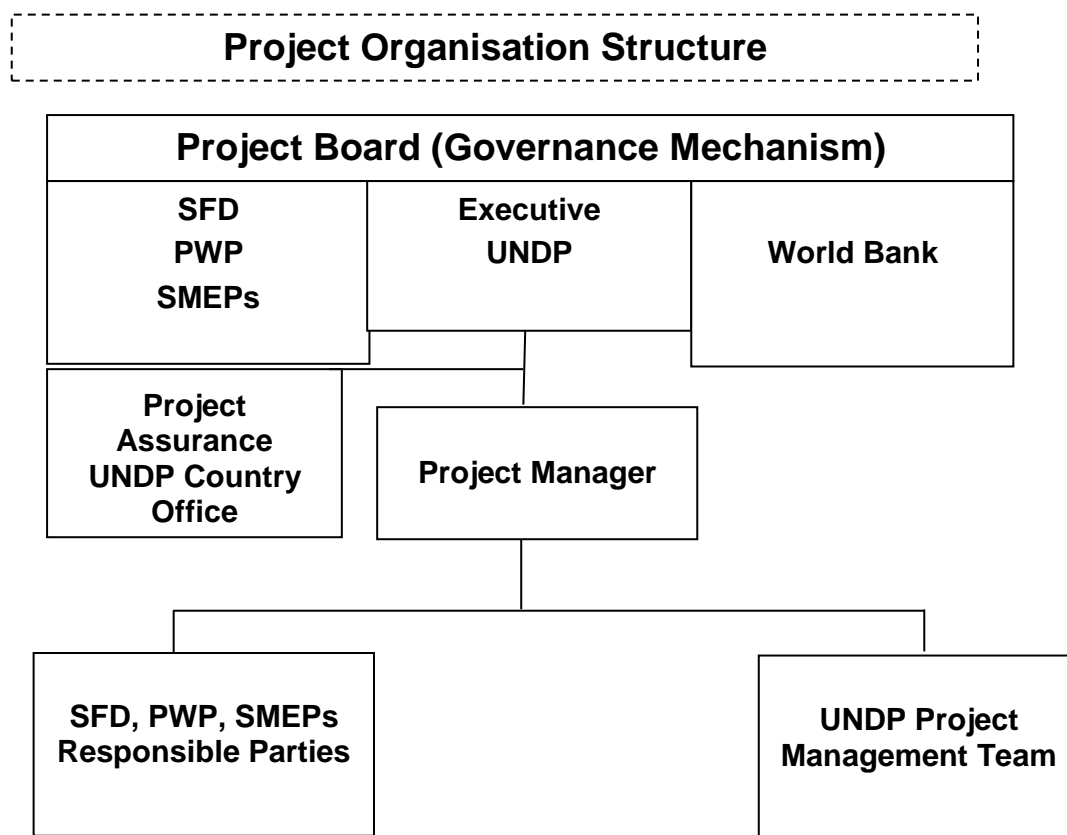 Project Organisation Structure
Project Board (Governance Mechanism)
SFD
PWP
SMEPs
Executive
UNDP
World Bank
Project
Assurance
UNDP Country
Office
Project Manager
SFD, PWP, SMEPs
Responsible Parties
UNDP Project
Management Team